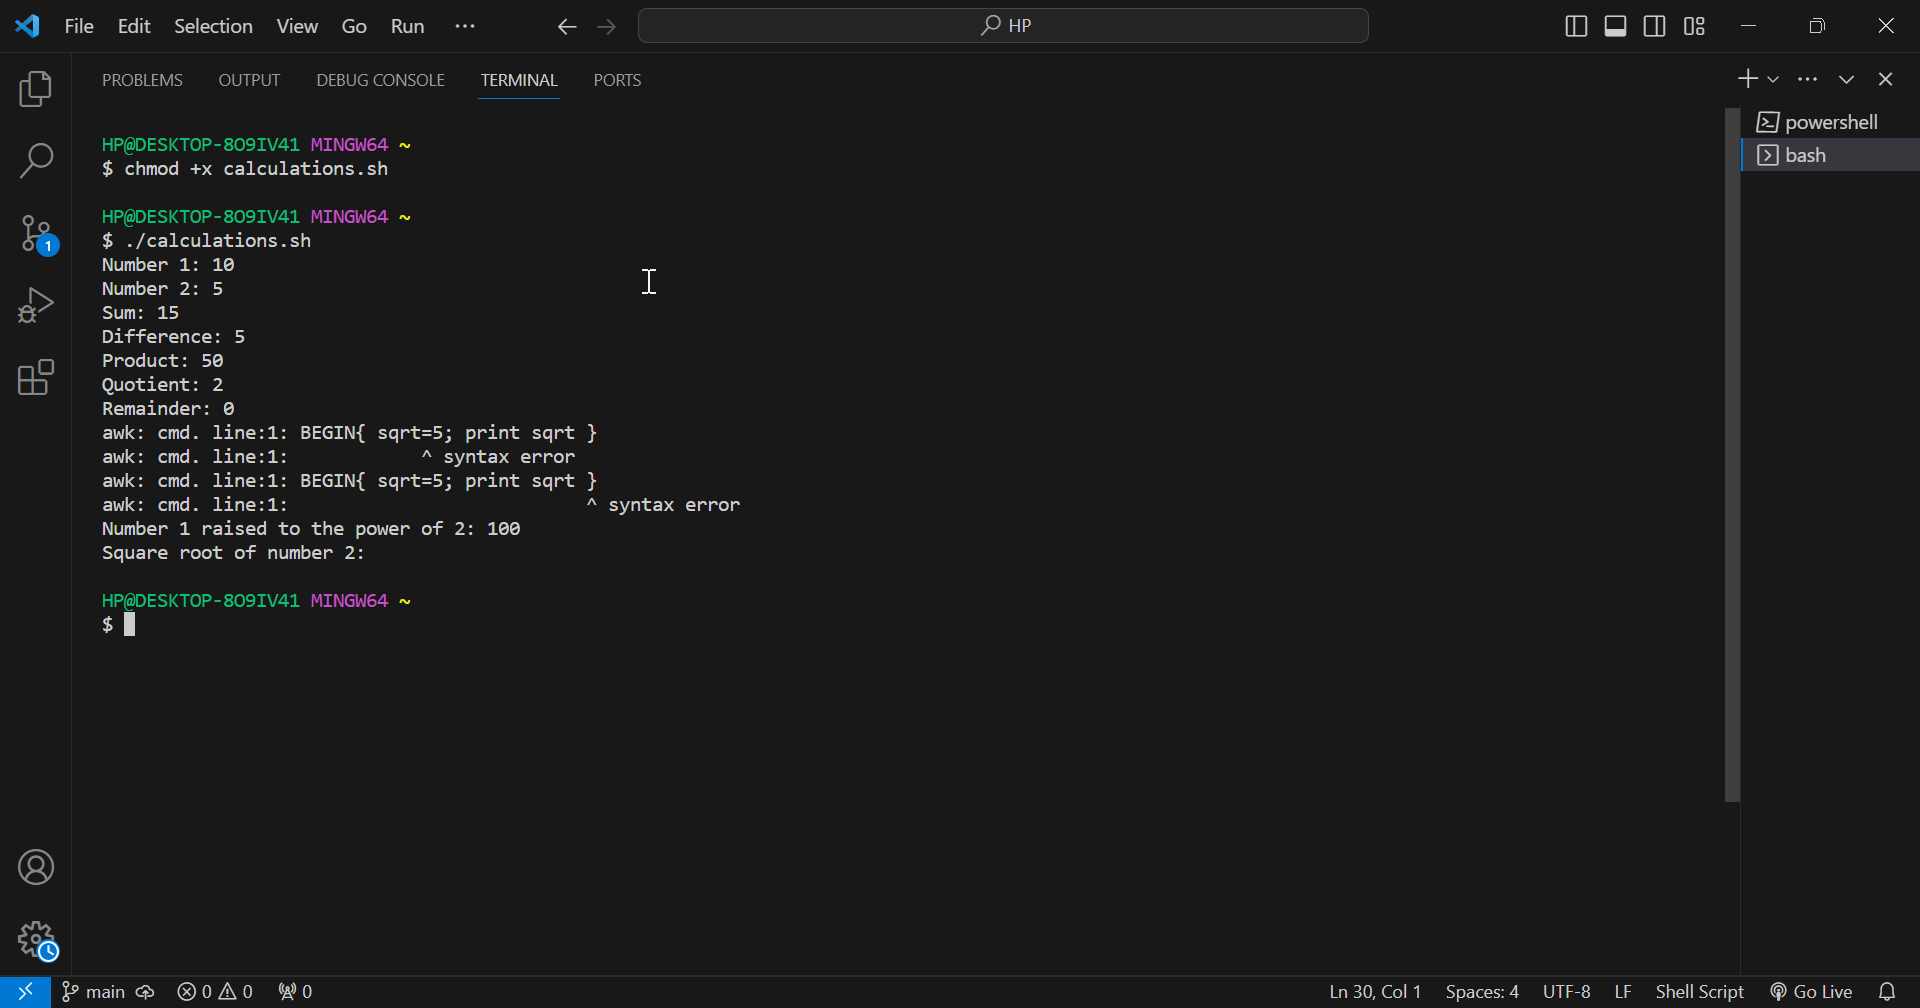 File Edit Selection View Go Run ···
HP
PROBLEMS OUTPUT DEBUG CONSOLE TERMINAL PORTS
powershell
bash
HP@DESKTOP-8O9IV41 MINGW64 ~
$ chmod +x calculations.sh
HP@DESKTOP-8O9IV41 MINGW64 ~
$ ./calculations.sh
Number 1: 10
Number 2: 5
Sum: 15
Difference: 5
Product: 50
Quotient: 2
Remainder: 0
awk: cmd. line:1: BEGIN{ sqrt=5; print sqrt }
awk: cmd. line:1:            ^ syntax error
awk: cmd. line:1: BEGIN{ sqrt=5; print sqrt }
awk: cmd. line:1:                           ^ syntax error
Number 1 raised to the power of 2: 100
Square root of number 2:
HP@DESKTOP-8O9IV41 MINGW64 ~
$
1
main 0 0 0 Ln 30, Col 1 Spaces: 4 UTF-8 LF Shell Script Go Live